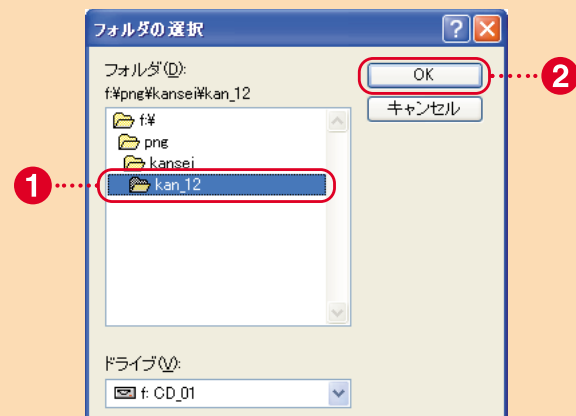 フォルダの選択
フォルダ(D):
f:¥png¥kansei¥kan_12
f:¥
png
kansei
kan_12
OK
キャンセル
1
2
ドライブ(V):
f: CD_01